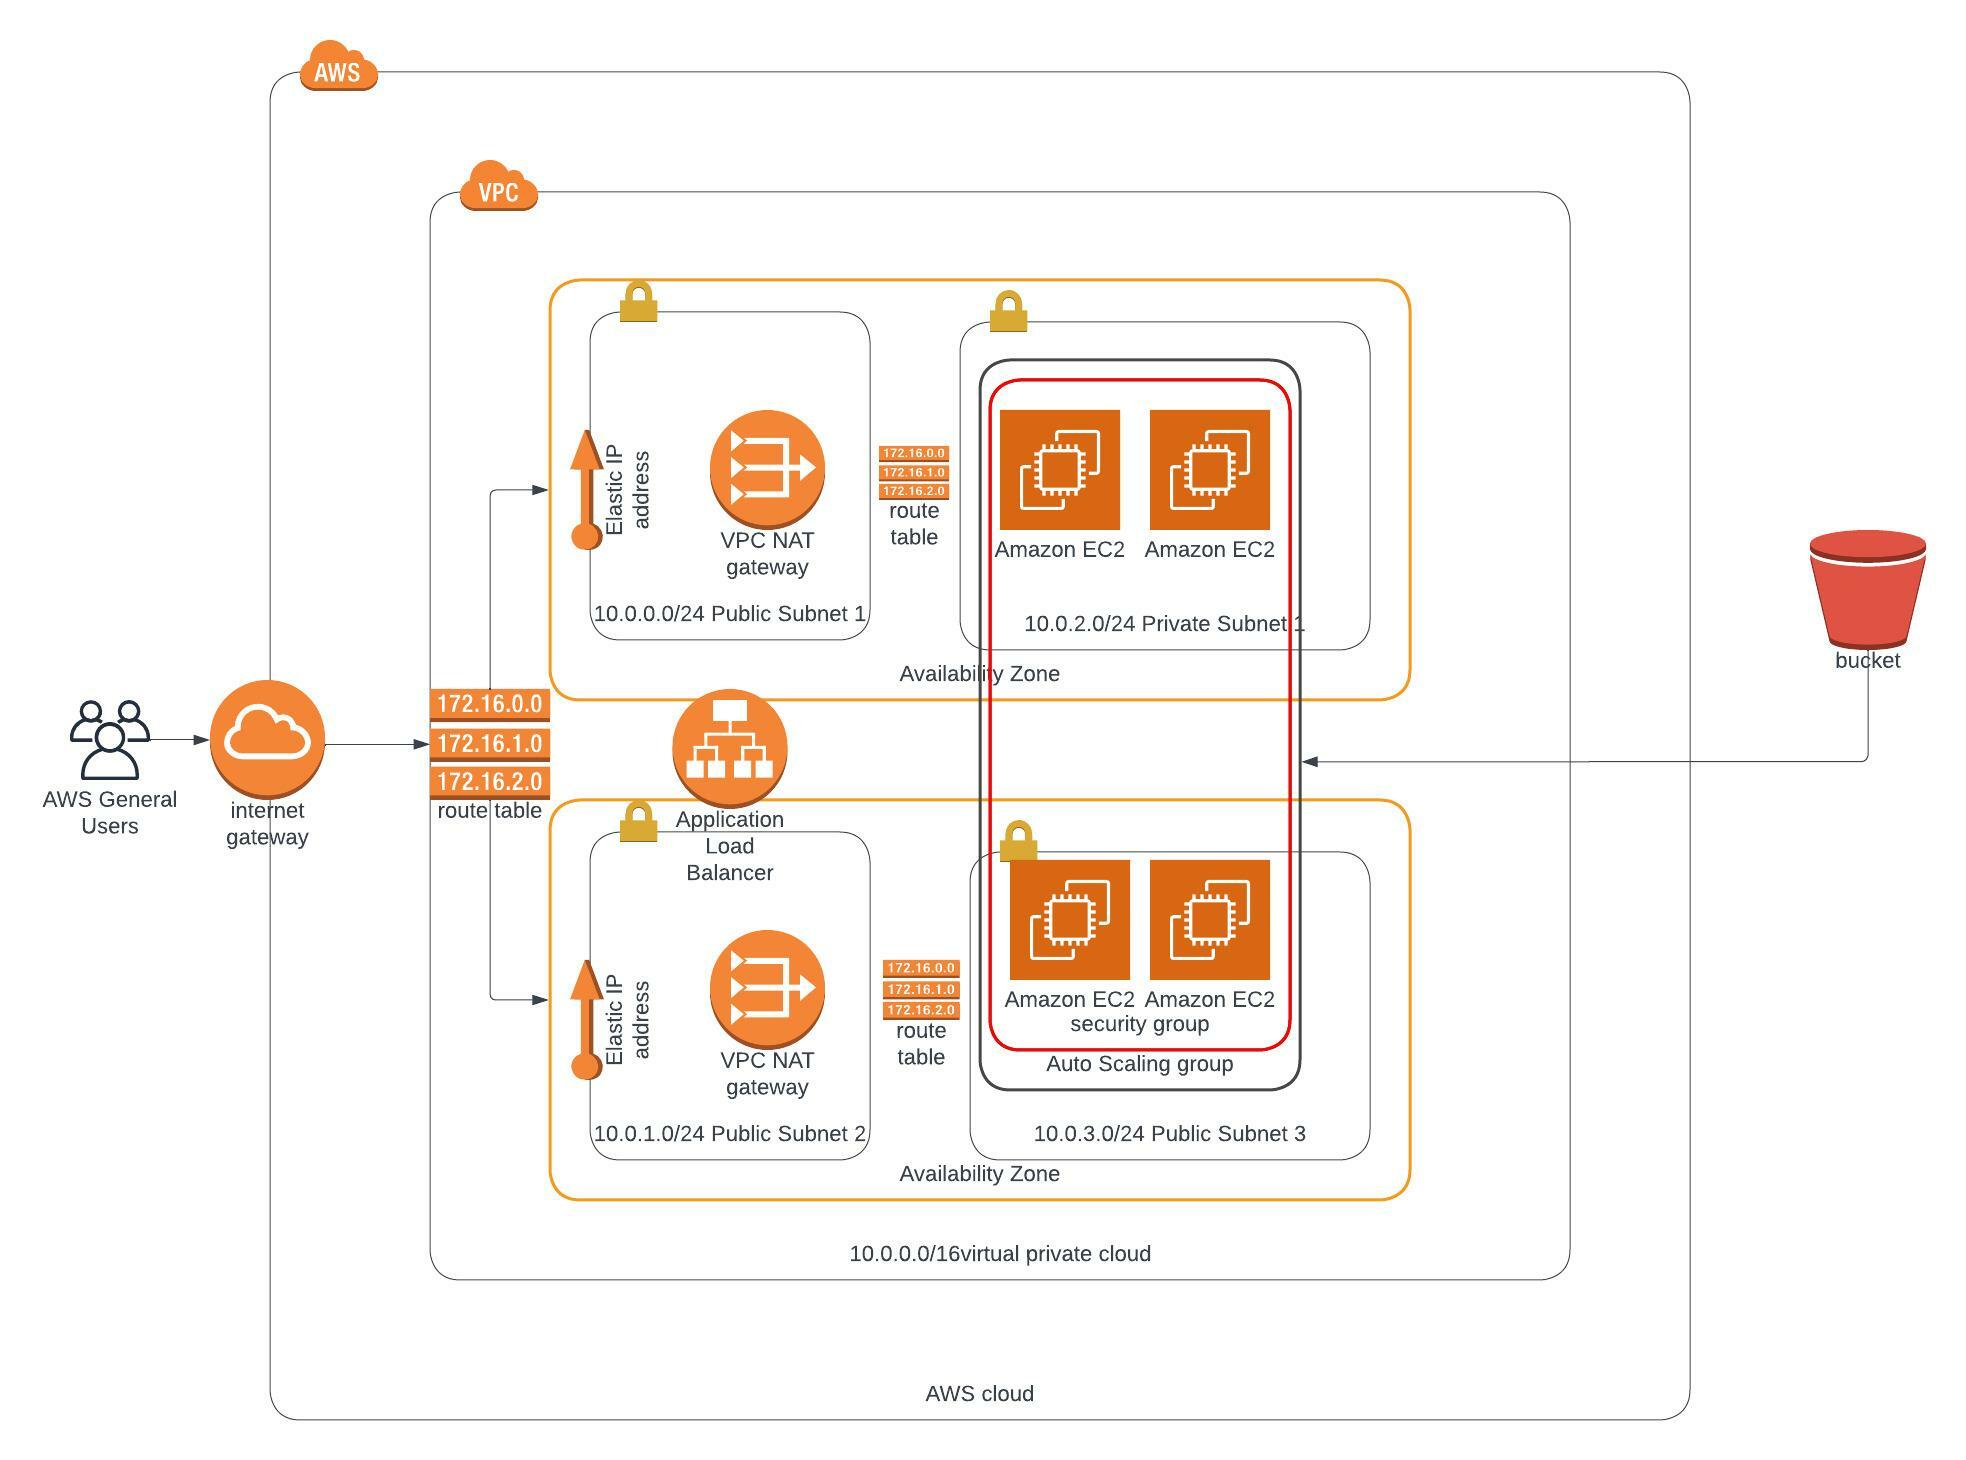 AWS
VPC
Elastic IP
address
VPC NAT
gateway
10.0.0.0/24 Public Subnet 1
172.16.0.0
172.16.1.0
172.16.2.0
route
table
Amazon EC2
Amazon EC2
10.0.2.0/24 Private Subnet 1
Availability Zone
bucket
AWS General
Users
internet
gateway
172.16.0.0
172.16.1.0
172.16.2.0
route table
Application
Load
Balancer
Elastic IP
address
VPC NAT
gateway
10.0.1.0/24 Public Subnet 2
172.16.0.0
172.16.1.0
172.16.2.0
route
table
Amazon EC2
Amazon EC2
security group
Auto Scaling group
10.0.3.0/24 Public Subnet 3
Availability Zone
10.0.0.0/16virtual private cloud
AWS cloud